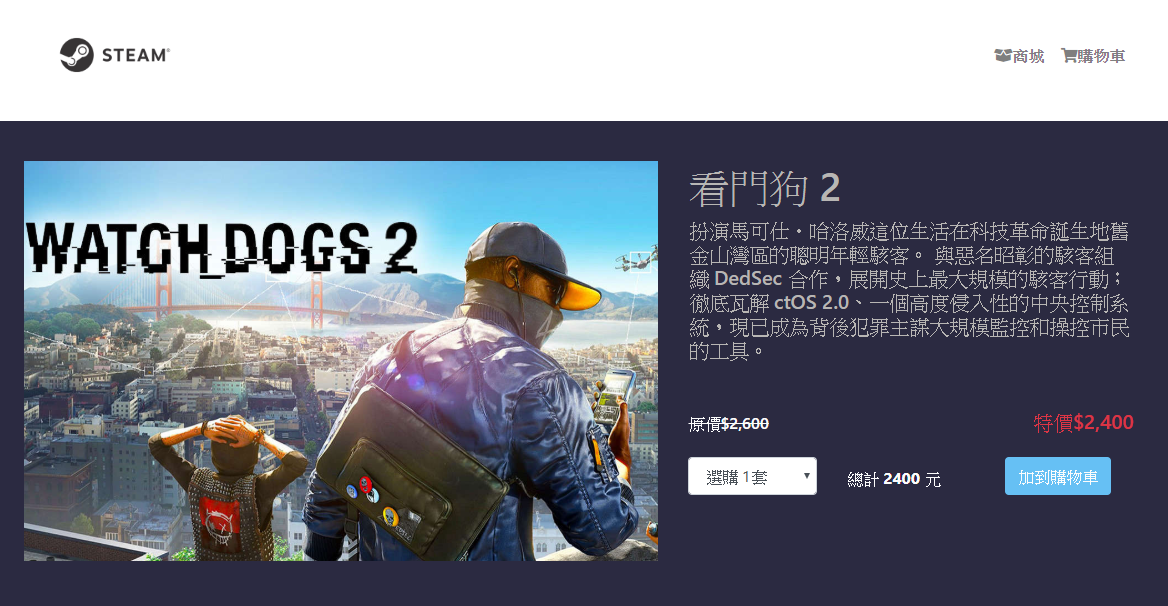 STEAM®
商城 購物車
WATCH_DOGS 2
看門狗 2
扮演馬可仕·哈洛威這位生活在科技革命誕生地舊
金山灣區的聰明年輕駭客。 與惡名昭彰的駭客組
織 DedSec 合作，展開史上最大規模的駭客行動；
徹底瓦解 ctOS 2.0、一個高度侵入性的中央控制系
統，現已成為背後犯罪主謀大規模監控和操控市民
的工具。
原價$2,600 特價$2,400
選購 1套 總計 2400 元 加到購物車